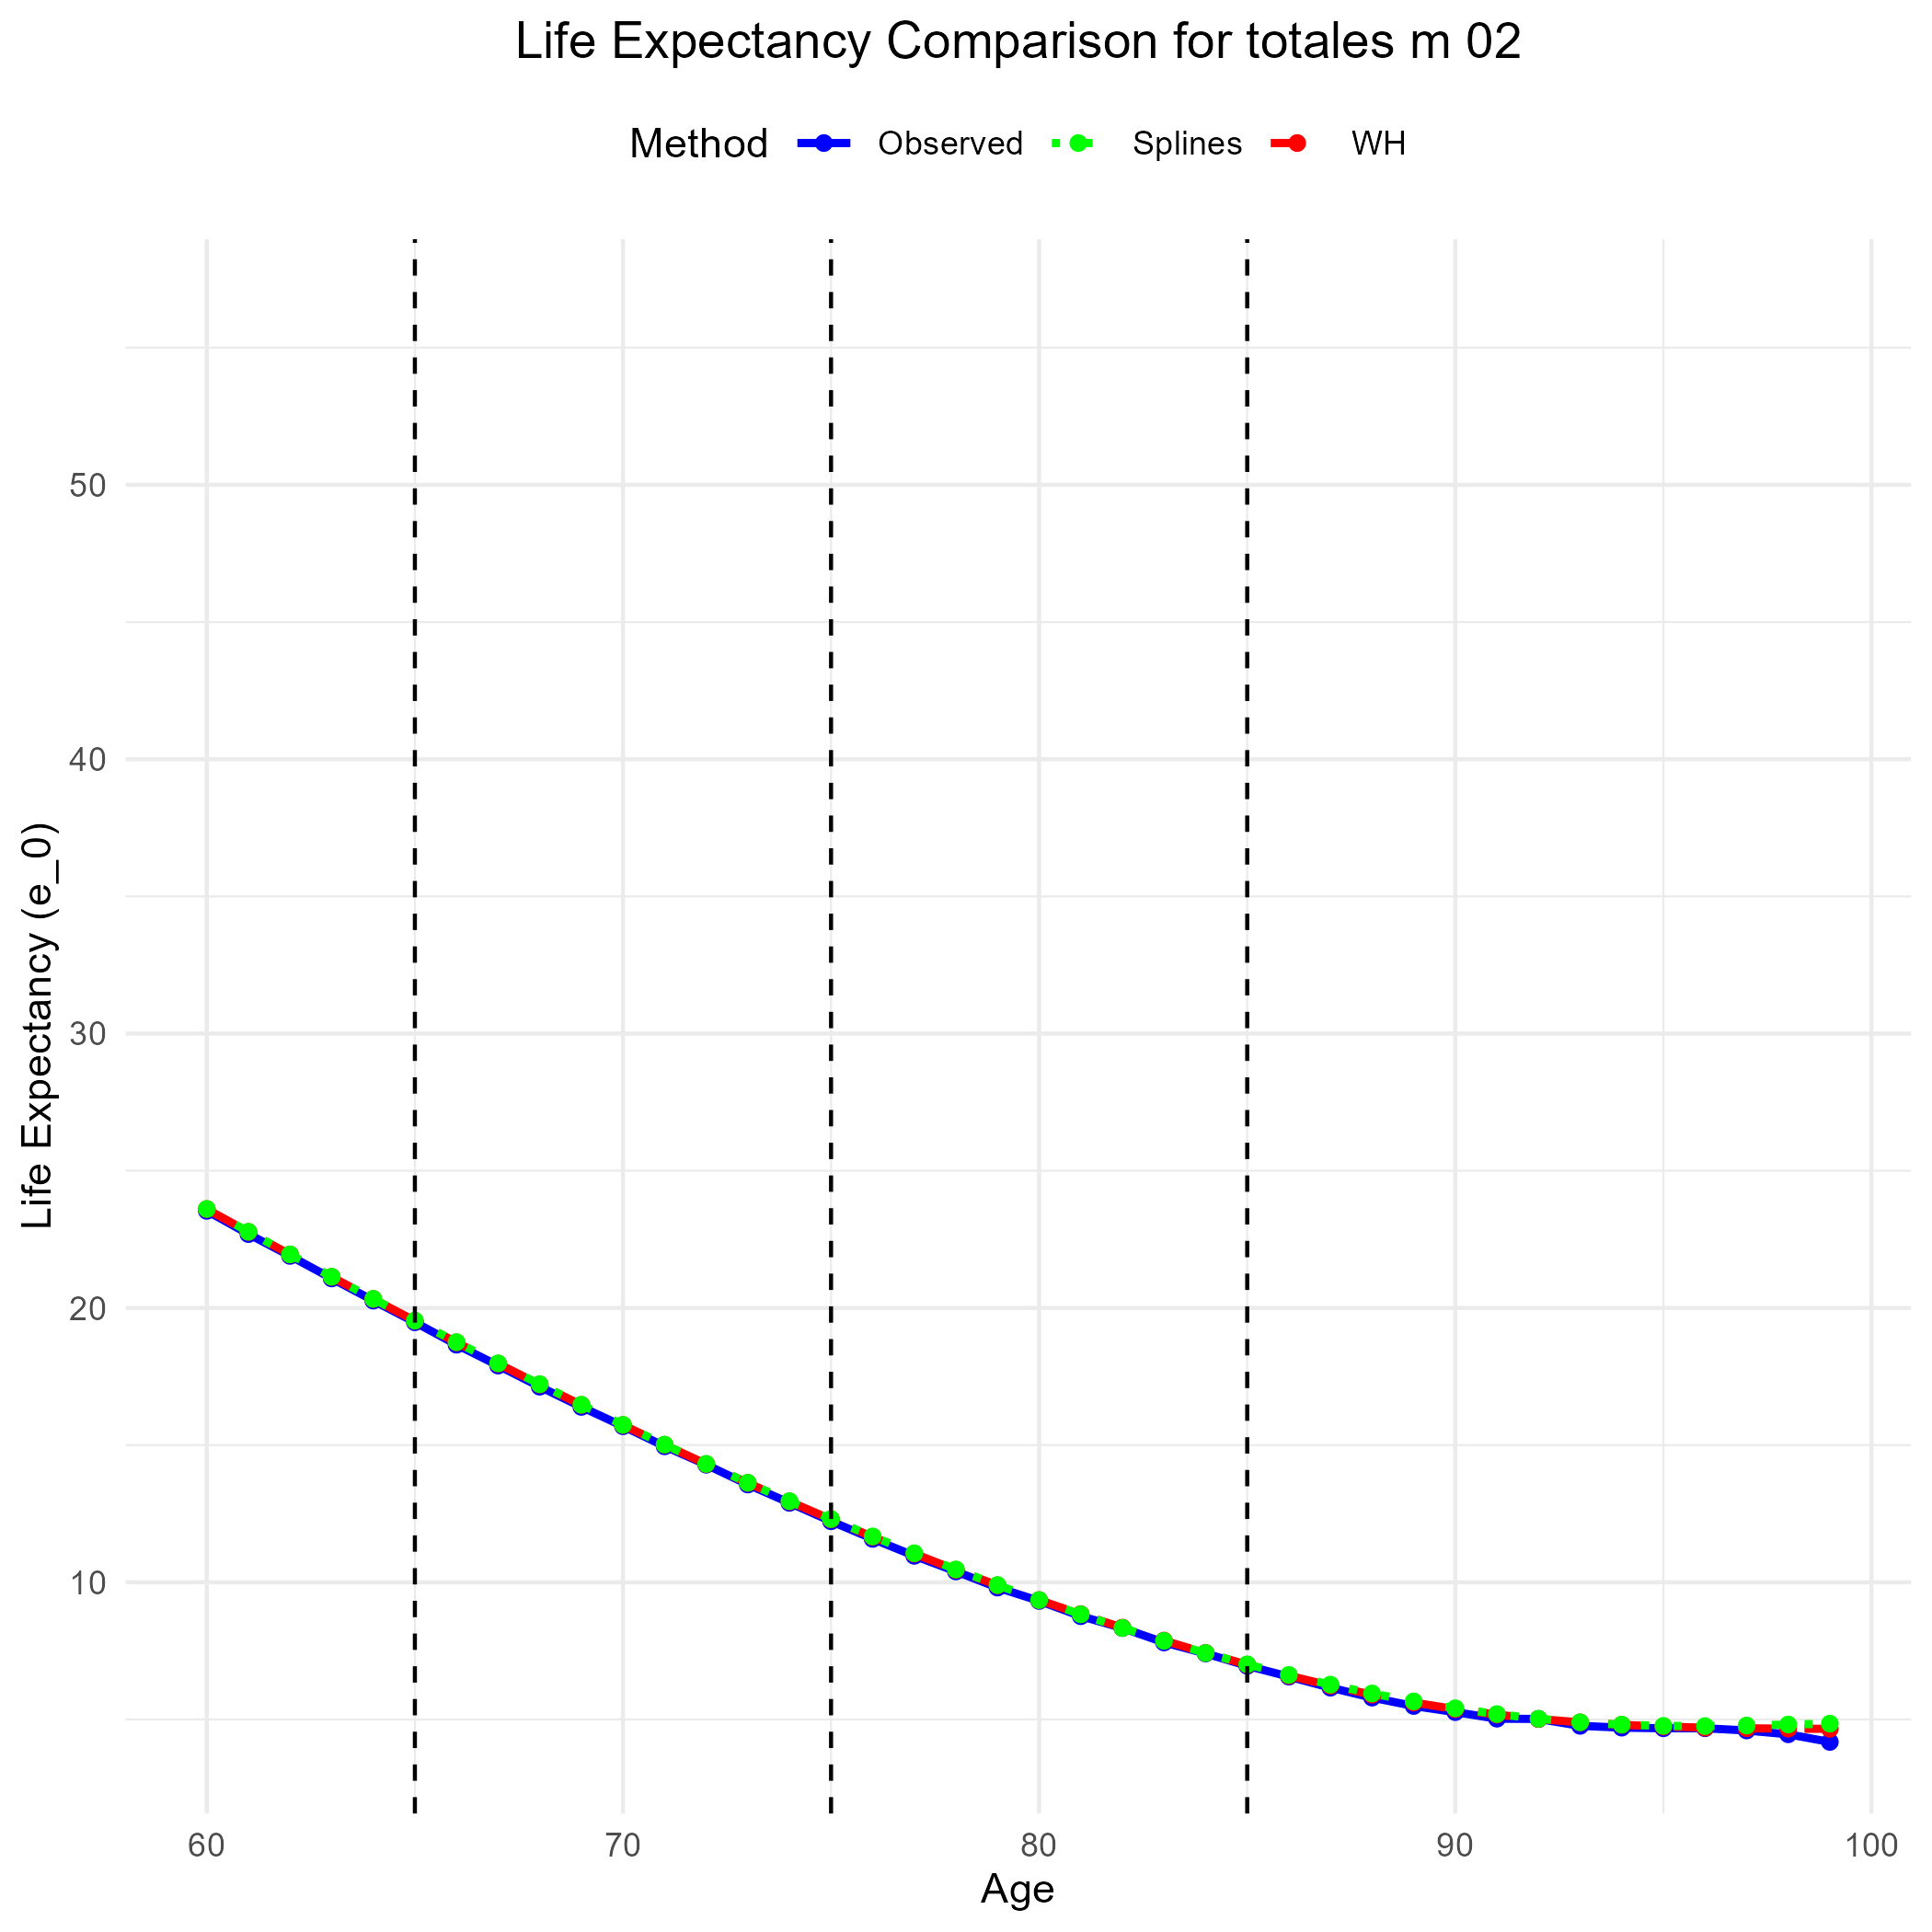 Life Expectancy Comparison for totales m 02
Method Observed Splines WH
Life Expectancy (e_0)
50
40
30
20
10
60 70 80 90 100
Age